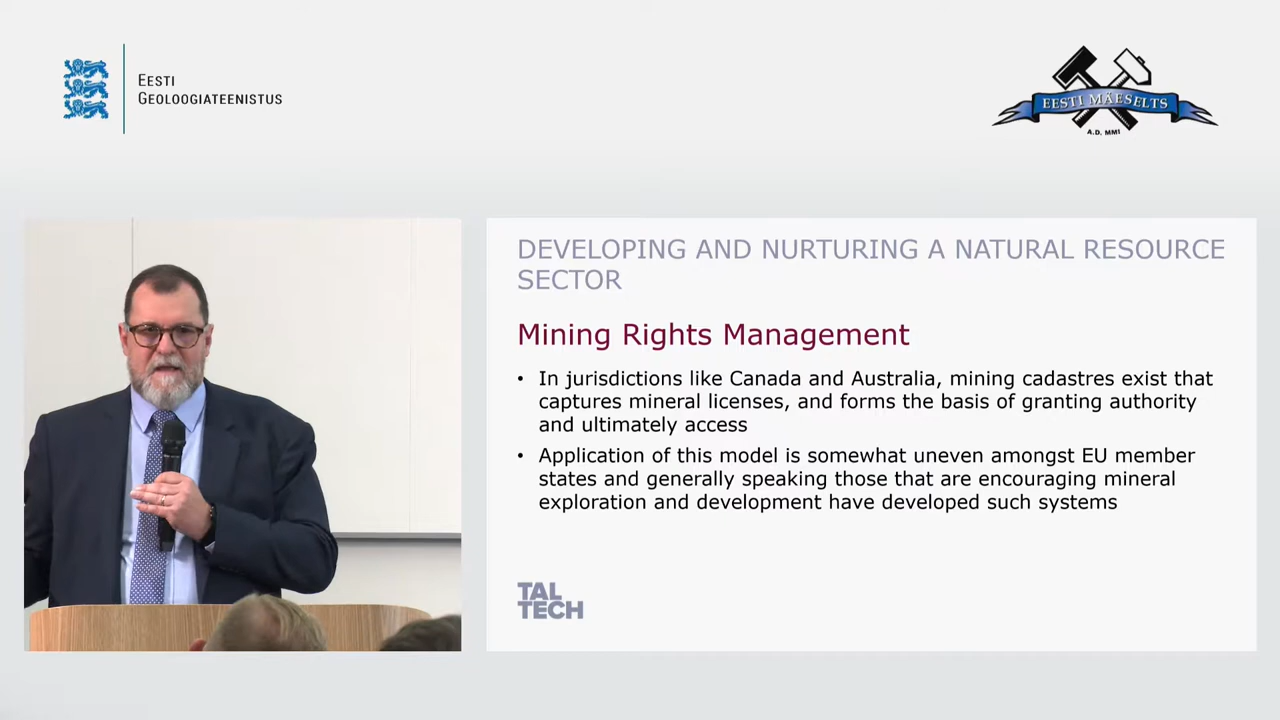 EESTI
GEOLOOGIATEENISTUS
EESTI MÄESELTS
A.D. MMI
DEVELOPING AND NURTURING A NATURAL RESOURCE
SECTOR
Mining Rights Management
• In jurisdictions like Canada and Australia, mining cadastres exist that
captures mineral licenses, and forms the basis of granting authority
and ultimately access
• Application of this model is somewhat uneven amongst EU member
states and generally speaking those that are encouraging mineral
exploration and development have developed such systems
TAL
TECH